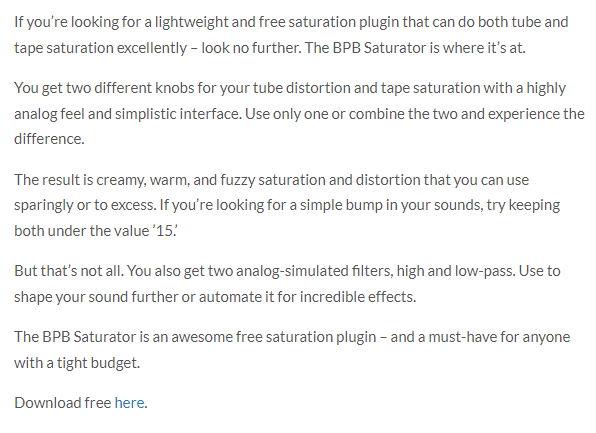 If you’re looking for a lightweight and free saturation plugin that can do both tube and
tape saturation excellently – look no further. The BPB Saturator is where it’s at.
You get two different knobs for your tube distortion and tape saturation with a highly
analog feel and simplistic interface. Use only one or combine the two and experience the
difference.
The result is creamy, warm, and fuzzy saturation and distortion that you can use
sparingly or to excess. If you’re looking for a simple bump in your sounds, try keeping
both under the value ’15.’
But that’s not all. You also get two analog-simulated filters, high and low-pass. Use to
shape your sound further or automate it for incredible effects.
The BPB Saturator is an awesome free saturation plugin – and a must-have for anyone
with a tight budget.
Download free here.